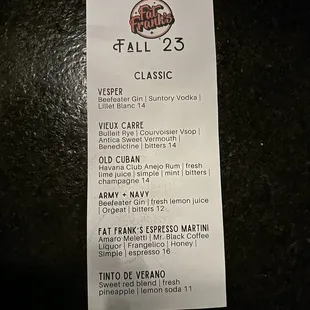 Fat
Frank's
FALL '23
CLASSIC
VESPER
Beefeater Gin | Suntory Vodka |
Lillet Blanc 14
VIEUX CARRE
Bulleit Rye | Courvoisier Vsop |
Antica Sweet Vermouth |
Benedictine | bitters 14
OLD CUBAN
Havana Club Anejo Rum | fresh
lime juice | simple | mint | bitters |
champagne 14
ARMY + NAVY
Beefeater Gin | fresh lemon juice
| Orgeat | bitters 12
FAT FRANK'S ESPRESSO MARTINI
Amaro Meletti | Mr. Black Coffee
Liquor | Frangelico | Honey |
Simple | espresso 16
TINTO DE VERANO
Sweet red blend | fresh
pineapple | lemon soda 11